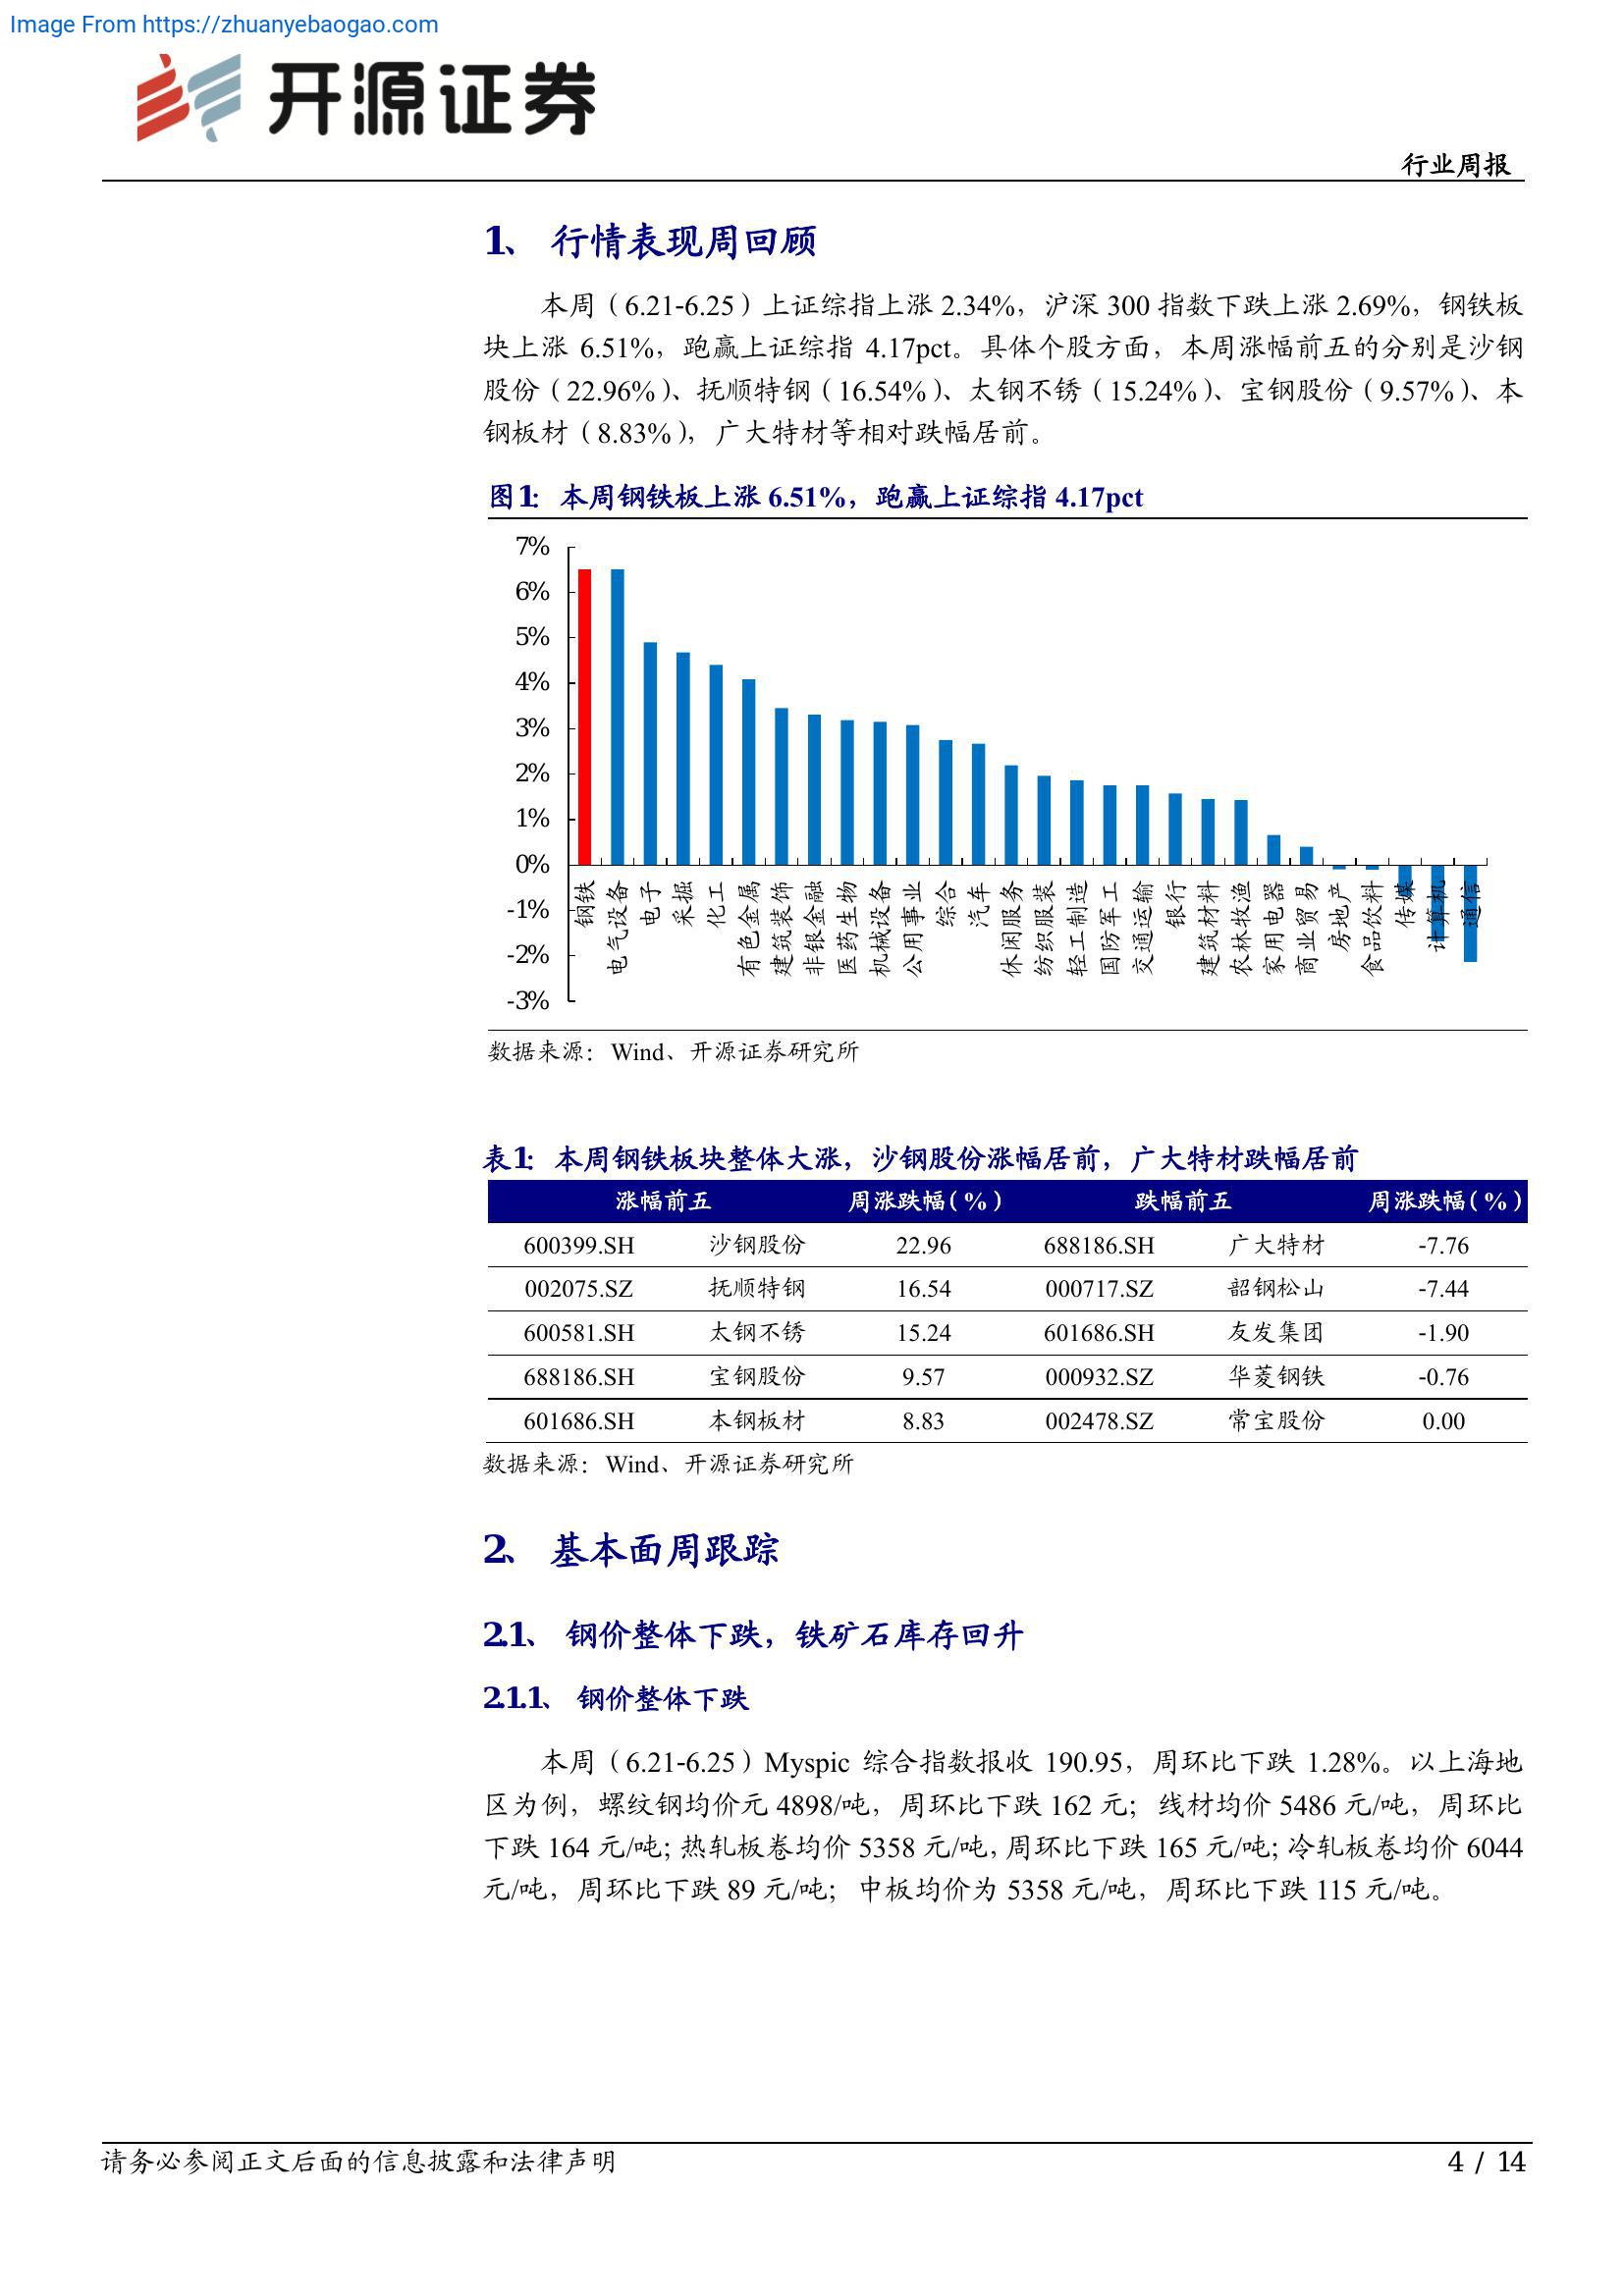 Image From https://zhuanyebaogao.com
开源证券
行业周报
1、 行情表现周回顾
本周（6.21-6.25）上证综指上涨 2.34%，沪深 300 指数下跌上涨 2.69%，钢铁板
块上涨 6.51%，跑赢上证综指 4.17pct。具体个股方面，本周涨幅前五的分别是沙钢
股份（22.96%）、抚顺特钢（16.54%）、太钢不锈（15.24%）、宝钢股份（9.57%）、本
钢板材（8.83%），广大特材等相对跌幅居前。
图1： 本周钢铁板上涨 6.51%，跑赢上证综指 4.17pct
7%
6%
5%
4%
3%
2%
1%
0%
-1%
-2%
-3%
钢铁
电气设备
电子
采掘
化工
有色金属
建筑装饰
非银金融
医药生物
机械设备
公用事业
综合
汽车
休闲服务
纺织服装
轻工制造
国防军工
交通运输
银行
建筑材料
农林牧渔
家用电器
商业贸易
房地产
食品饮料
传媒
计算机
通信
数据来源：Wind、开源证券研究所
表1： 本周钢铁板块整体大涨，沙钢股份涨幅居前，广大特材跌幅居前
涨幅前五 周涨跌幅（%） 跌幅前五 周涨跌幅（%）
600399.SH 沙钢股份 22.96 688186.SH 广大特材 -7.76
002075.SZ 抚顺特钢 16.54 000717.SZ 韶钢松山 -7.44
600581.SH 太钢不锈 15.24 601686.SH 友发集团 -1.90
688186.SH 宝钢股份 9.57 000932.SZ 华菱钢铁 -0.76
601686.SH 本钢板材 8.83 002478.SZ 常宝股份 0.00
数据来源：Wind、开源证券研究所
2、 基本面周跟踪
2.1、 钢价整体下跌，铁矿石库存回升
2.1.1、 钢价整体下跌
本周（6.21-6.25）Myspic 综合指数报收 190.95，周环比下跌 1.28%。以上海地
区为例，螺纹钢均价元 4898/吨，周环比下跌 162 元；线材均价 5486 元/吨，周环比
下跌 164 元/吨；热轧板卷均价 5358 元/吨，周环比下跌 165 元/吨；冷轧板卷均价 6044
元/吨，周环比下跌 89 元/吨；中板均价为 5358 元/吨，周环比下跌 115 元/吨。
请务必参阅正文后面的信息披露和法律声明
4 / 14